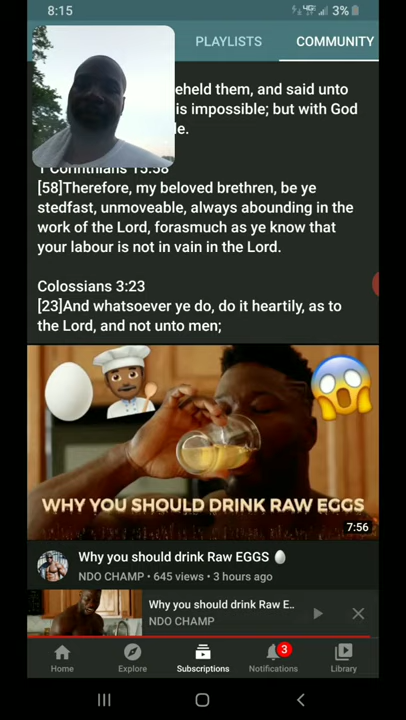 8:15
3%
PLAYLISTS
COMMUNITY
eheld them, and said unto
is impossible; but with God
le.
1 Corinthians 15:58
[58]Therefore, my beloved brethren, be ye
stedfast, unmoveable, always abounding in the
work of the Lord, forasmuch as ye know that
your labour is not in vain in the Lord.
Colossians 3:23
[23]And whatsoever ye do, do it heartily, as to
the Lord, and not unto men;
WHY YOU SHOULD DRINK RAW EGGS
7:56
Why you should drink Raw EGGS 🥚
NDO CHAMP • 645 views • 3 hours ago
Why you should drink Raw E..
NDO CHAMP
3
Home
Explore
Subscriptions
Notifications
Library